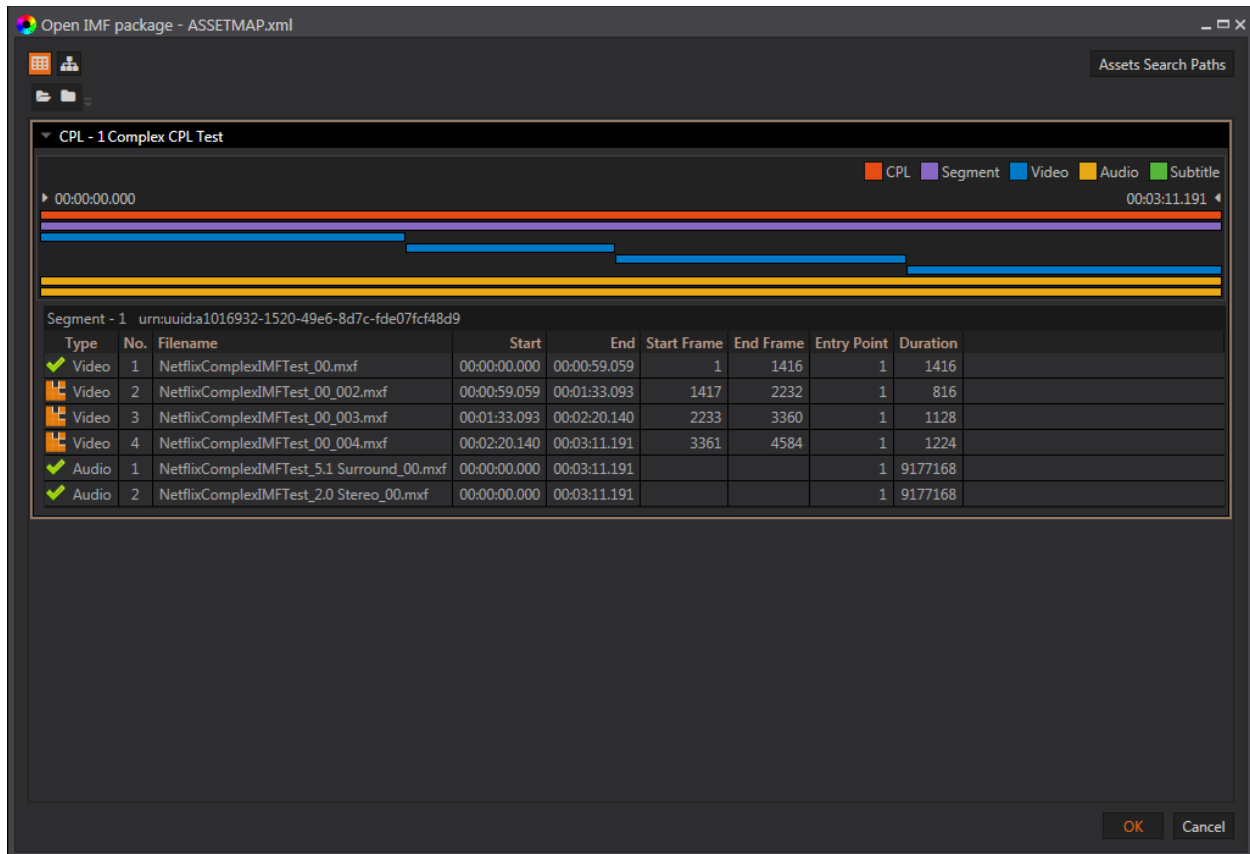 Open IMF package - ASSETMAP.xml
Assets Search Paths
CPL - 1 Complex CPL Test
CPL Segment Video Audio Subtitle
00:00:00.000 00:03:11.191
Segment - 1 urn:uuid:a1016932-1520-49e6-8d7c-fde07fcf48d9
Type No. Filename Start End Start Frame End Frame Entry Point Duration
Video 1 NetflixComplexIMFTest_00.mxf 00:00:00.000 00:00:59.059 1 1416 1 1416
Video 2 NetflixComplexIMFTest_00_002.mxf 00:00:59.059 00:01:33.093 1417 2232 1 816
Video 3 NetflixComplexIMFTest_00_003.mxf 00:01:33.093 00:02:20.140 2233 3360 1 1128
Video 4 NetflixComplexIMFTest_00_004.mxf 00:02:20.140 00:03:11.191 3361 4584 1 1224
Audio 1 NetflixComplexIMFTest_5.1 Surround_00.mxf 00:00:00.000 00:03:11.191 1 9177168
Audio 2 NetflixComplexIMFTest_2.0 Stereo_00.mxf 00:00:00.000 00:03:11.191 1 9177168
OK Cancel